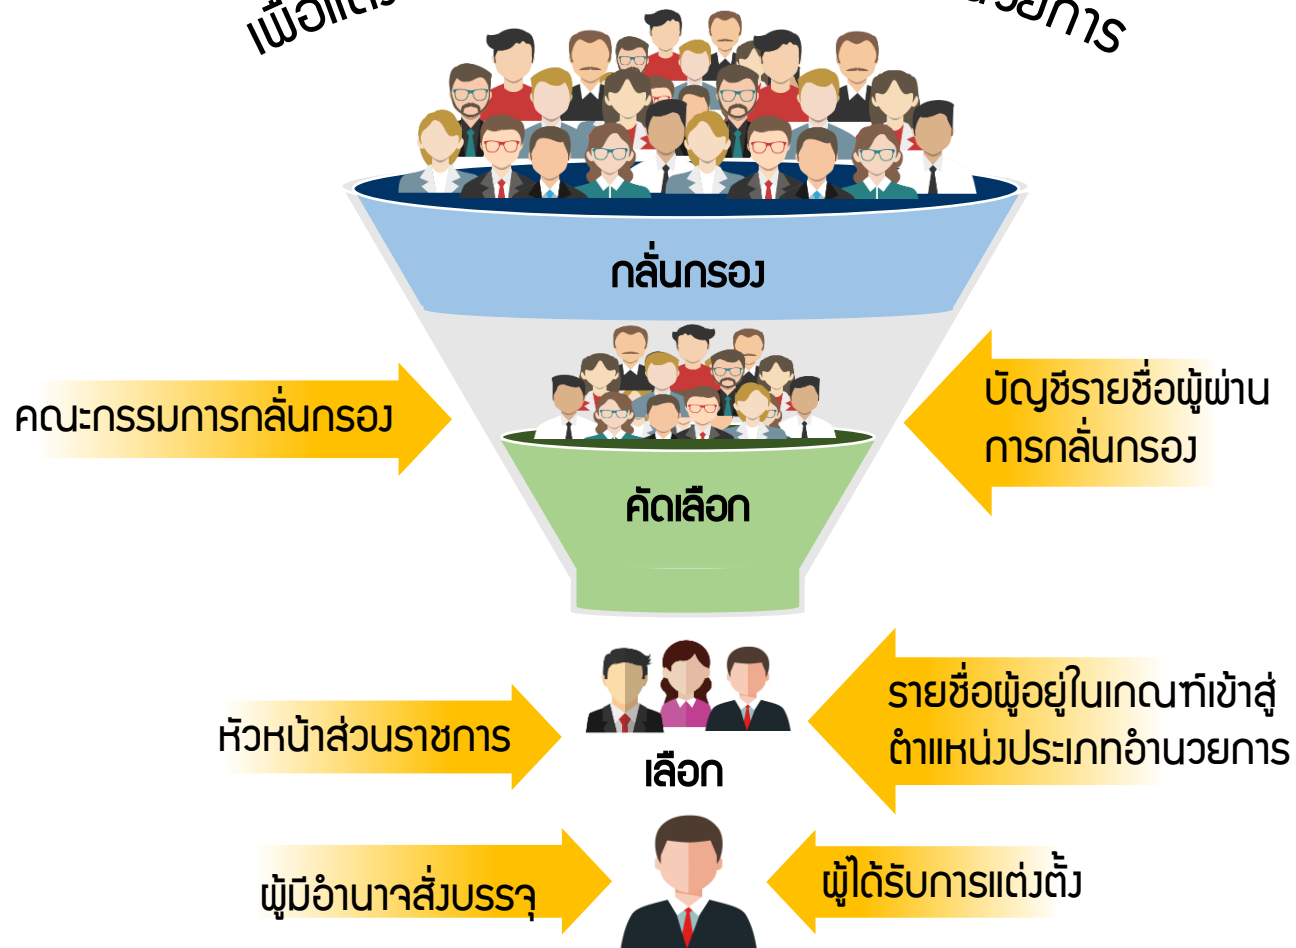 กลั่นกรอง
คณะกรรมการกลั่นกรอง
บัญชีรายชื่อผู้ผ่าน
การกลั่นกรอง
คัดเลือก
หัวหน้าส่วนราชการ
รายชื่อผู้อยู่ในเกณฑ์เข้าสู่
ตำแหน่งประเภทอำนวยการ
เลือก
ผู้มีอำนาจสั่งบรรจุ
ผู้ได้รับการแต่งตั้ง